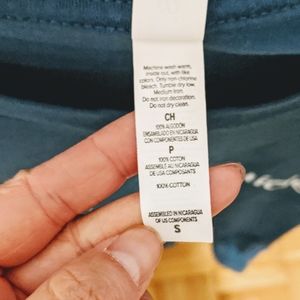 Machine wash warm,
inside out, with like
colors. Only non chlorine
bleach. Tumble dry low.
Medium iron.
Do not iron decoration.
Do not dry clean.
CH
100% ALGODÓN
ENSAMBLADO EN NICARAGUA
CON COMPONENTES DE USA
P
100% COTON
ASSEMBLÉ AU NICARAGUA
DE USA COMPOSANTS
100% COTTON
ASSEMBLED IN NICARAGUA
OF US COMPONENTS
S